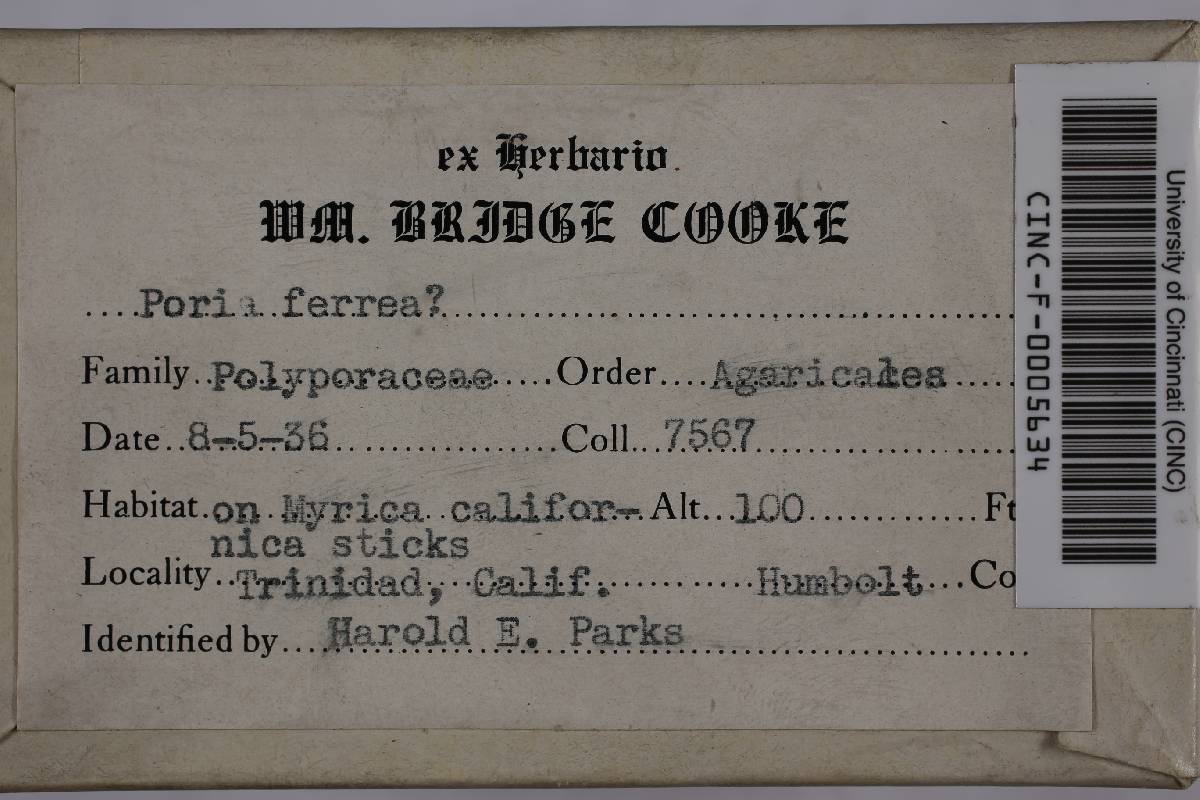 ex Herbario
WM. BRIDGE COOKE
....Poria..ferrea?....
Family..Polyporaceae.....Order....Agaricales.....
Date..8-5-36....Coll...7567....
Habitat.on.Myrica..califor-.Alt...100.............Ft
nica sticks
Locality..Trinidad,...Calif...........Humbolt...Co
Identified by....Harold E. Parks....
University of Cincinnati (CINC)
CINC-F-0005634